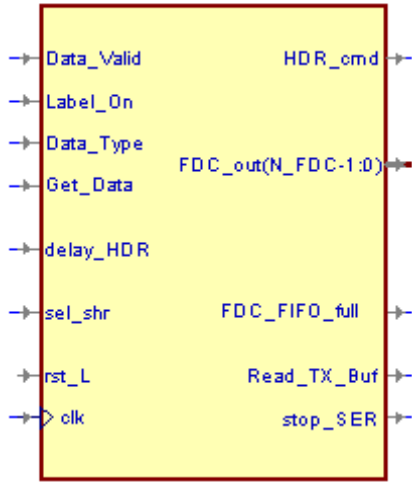 Data_Valid HDR_cmd
Label_On
Data_Type
FDC_out(N_FDC-1:0)
Get_Data
delay_HDR
sel_shr FDC_FIFO_full
rst_L Read_TX_Buf
clk stop_SER